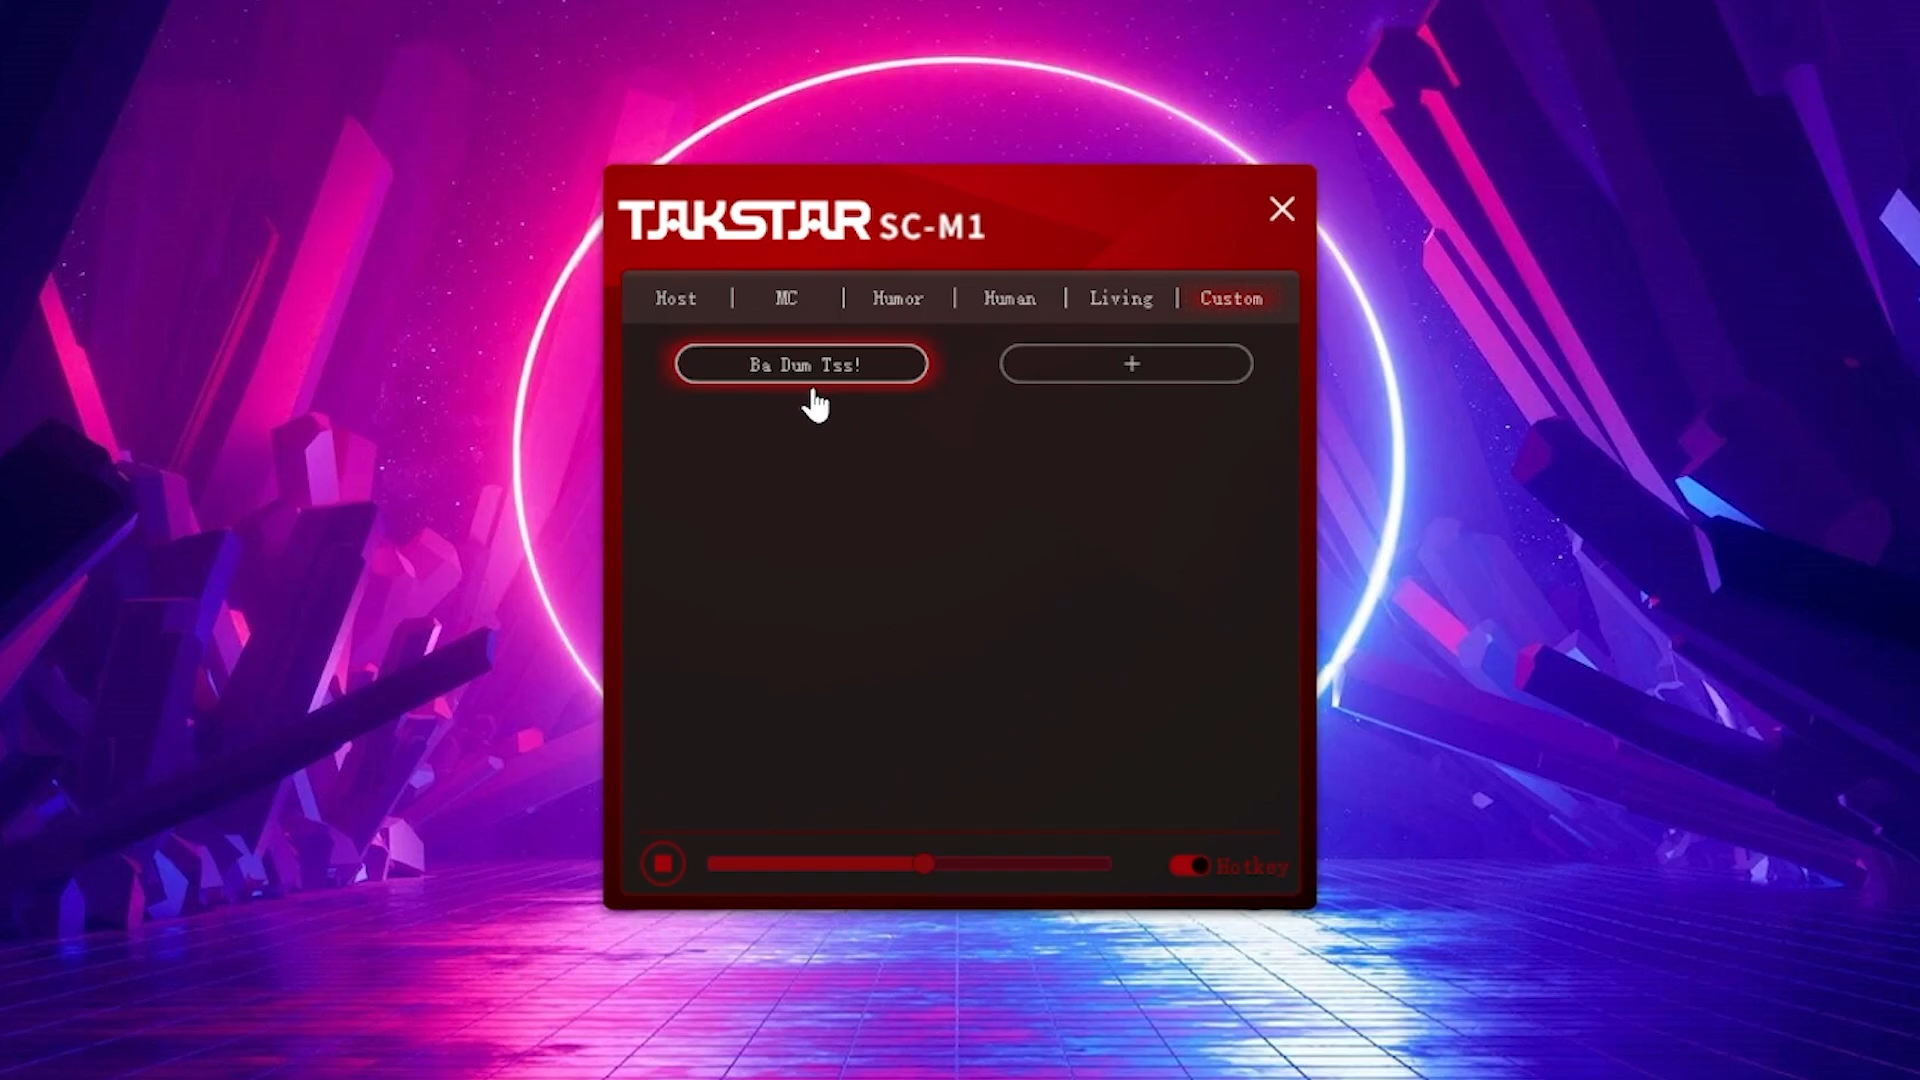 TAKSTAR SC-M1
Host | MC | Humor | Human | Living | Custom
Ba Dum Tss! +
Hotkey